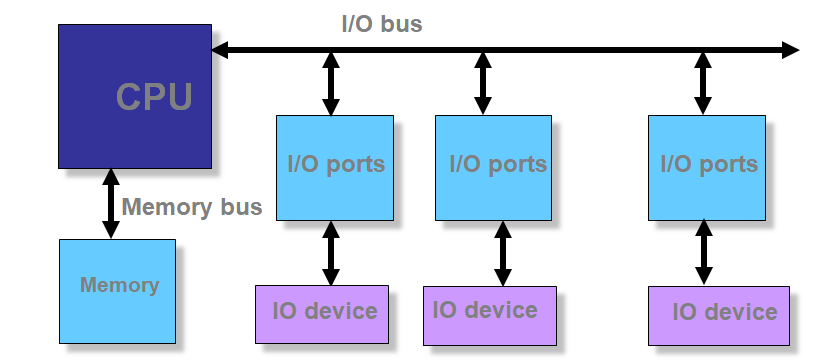 I/O bus
CPU
I/O ports
I/O ports
I/O ports
Memory bus
Memory
IO device
IO device
IO device